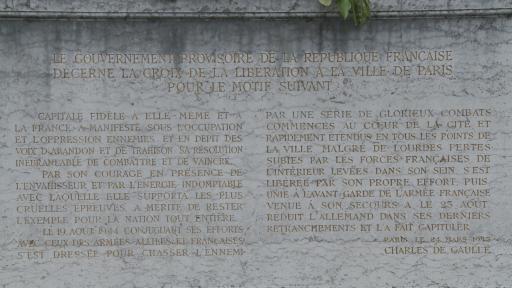 LE GOUVERNEMENT PROVISOIRE DE LA REPUBLIQUE FRANÇAISE
DECERNE LA CROIX DE LA LIBERATION A LA VILLE DE PARIS
POUR LE MOTIF SUIVANT :
CAPITALE FIDELE A ELLE-MEME ET A
LA FRANCE, A MANIFESTE SOUS L'OCCUPATION
ET L'OPPRESSION ENNEMIES, ET EN DEPIT DES
VOIX D'ABANDON ET DE TRAHISON SA RESOLUTION
INEBRANLABLE DE COMBATTRE ET DE VAINCRE.
PAR SON COURAGE EN PRESENCE DE
L'ENVAHISSEUR ET PAR L'ENERGIE INDOMPTABLE
AVEC LAQUELLE ELLE SUPPORTA LES PLUS
CRUELLES EPREUVES, A MERITE DE RESTER
L'EXEMPLE POUR LA NATION TOUT ENTIERE.
LE 19 AOUT 1944 CONJUGUANT SES EFFORTS
AVEC CEUX DES ARMEES ALLIEES ET FRANÇAISES
S'EST DRESSEE POUR CHASSER L'ENNEMI
PAR UNE SERIE DE GLORIEUX COMBATS
COMMENCES AU CŒUR DE LA CITE ET
RAPIDEMENT ETENDUS EN TOUS LES POINTS DE
LA VILLE MALGRE DE LOURDES PERTES
SUBIES PAR LES FORCES FRANÇAISES DE
L'INTERIEUR LEVEES DANS SON SEIN, S'EST
LIBEREE PAR SON PROPRE EFFORT PUIS
UNIE A L'AVANT-GARDE DE L'ARMEE FRANÇAISE
VENUE A SON SECOURS A LE 25 AOUT
REDUIT L'ALLEMAND DANS SES DERNIERS
RETRANCHEMENTS ET L'A FAIT CAPITULER.
PARIS, LE 24 MARS 1945
CHARLES DE GAULLE